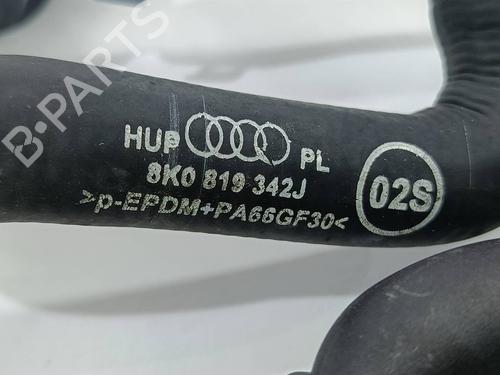 B-PARTS
HUP PL
8K0 819 342J
>p-EPDM+PA66GF30<
02S